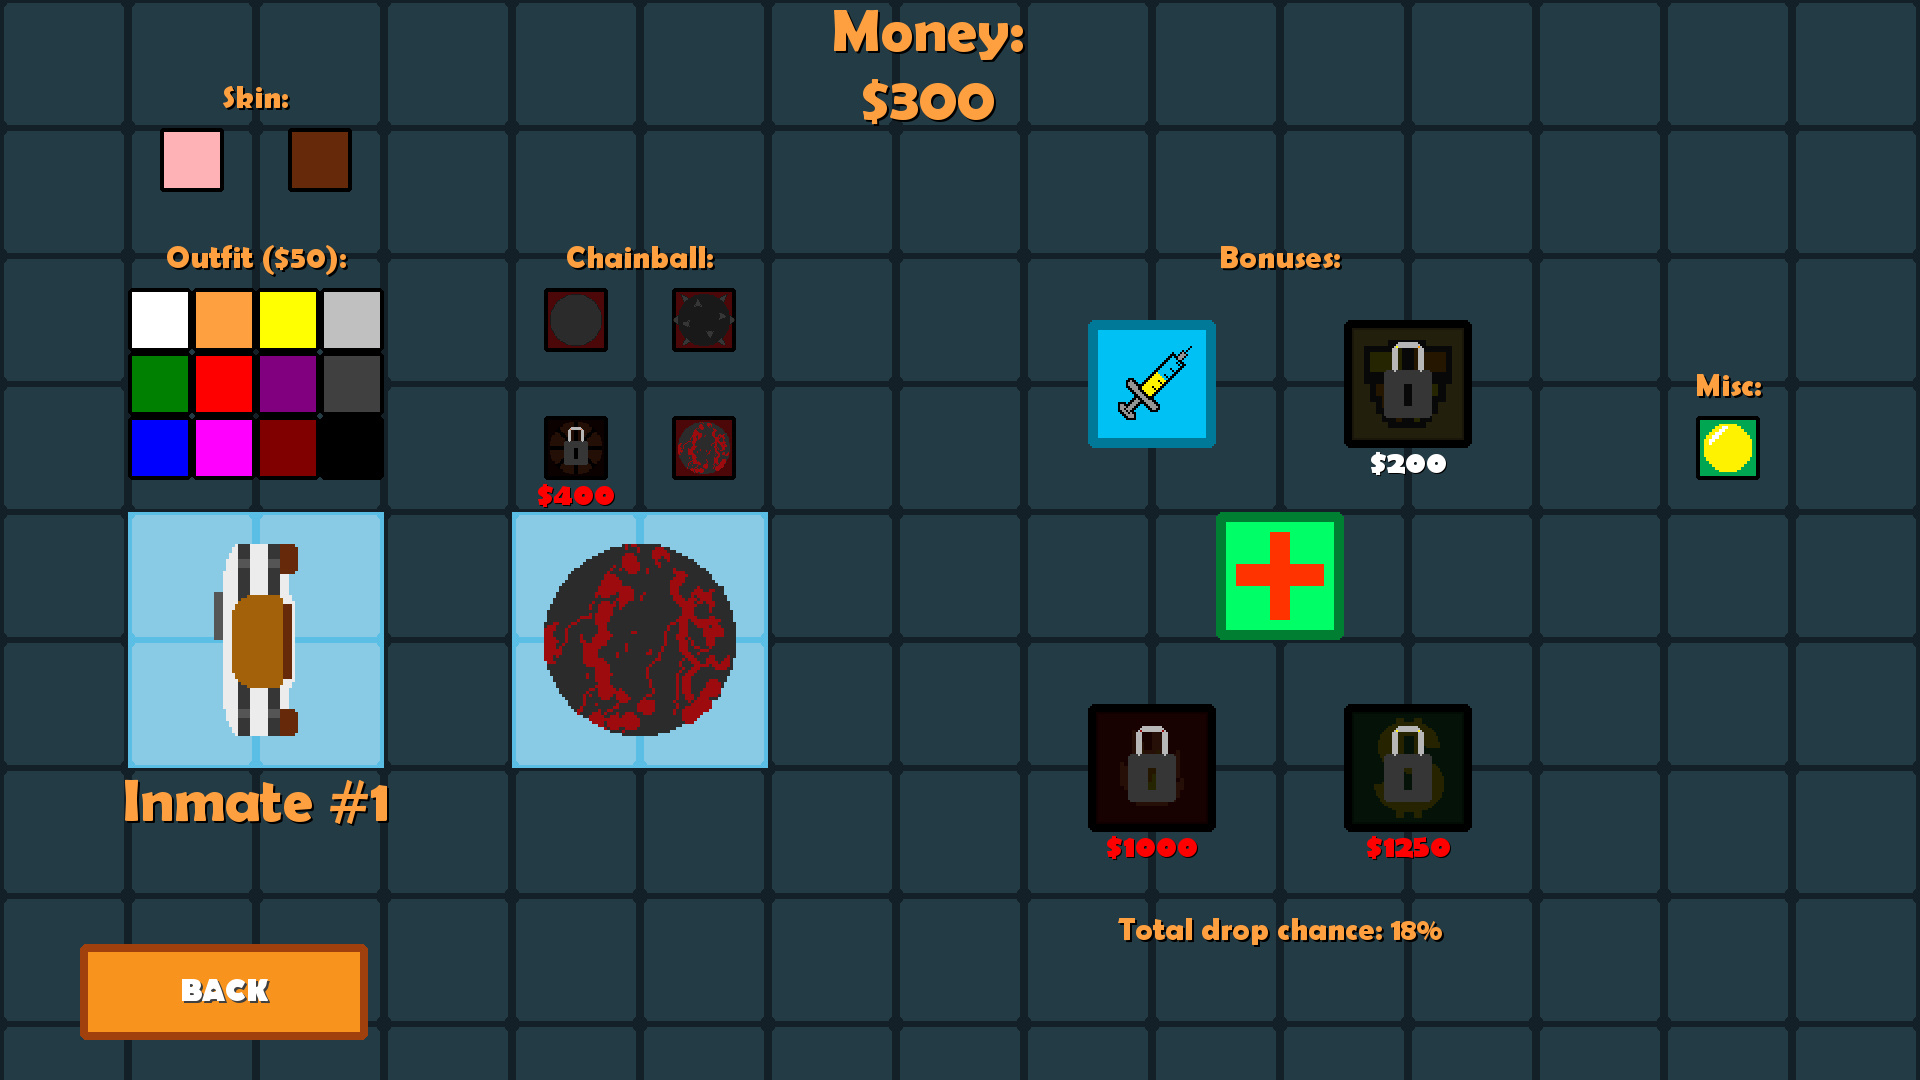 Money:
$300
Skin:
Outfit ($50):
Chainball:
$400
Bonuses:
$200
Misc:
$1000
$1250
Inmate #1
Total drop chance: 18%
BACK